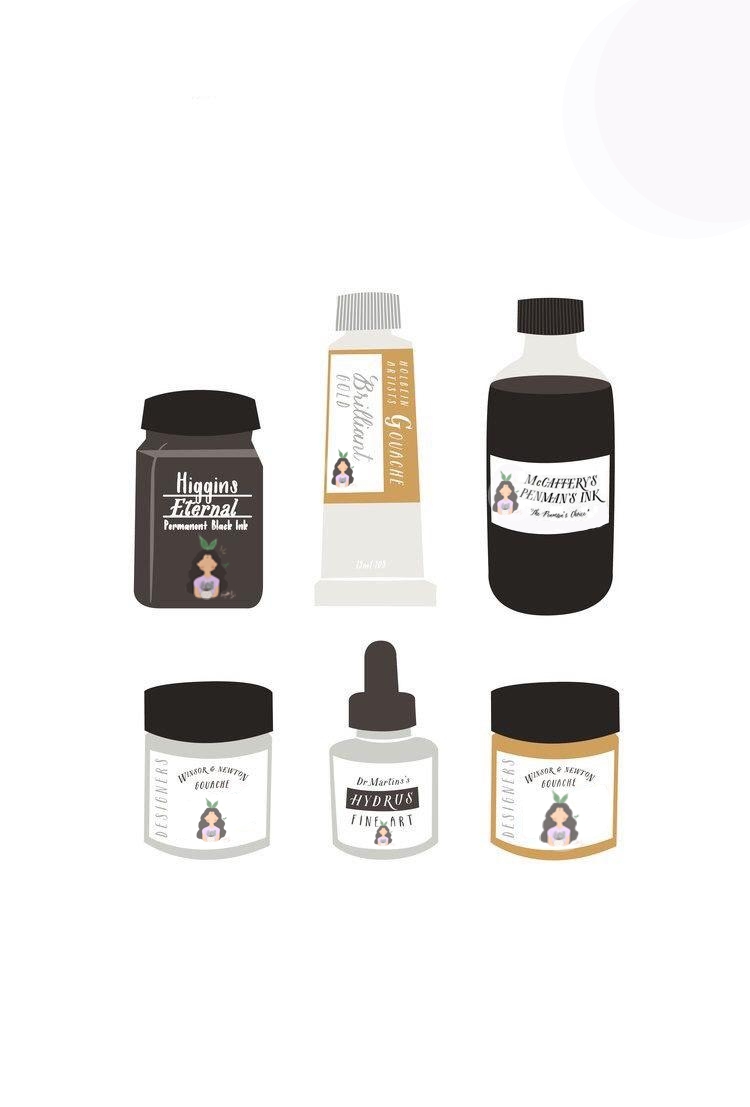 Higgins
Eternal
Permanent Black Ink
HOLBEIN
ARTISTS
GOUACHE
Brilliant
GOLD
MCCAFFERY'S
PENMAN'S INK
"The Penman's Choice"
DESIGNERS
WINSOR & NEWTON
GOUACHE
Dr Martins's
HYDRUS
FINE ART
DESIGNERS
WINSOR & NEWTON
GOUACHE